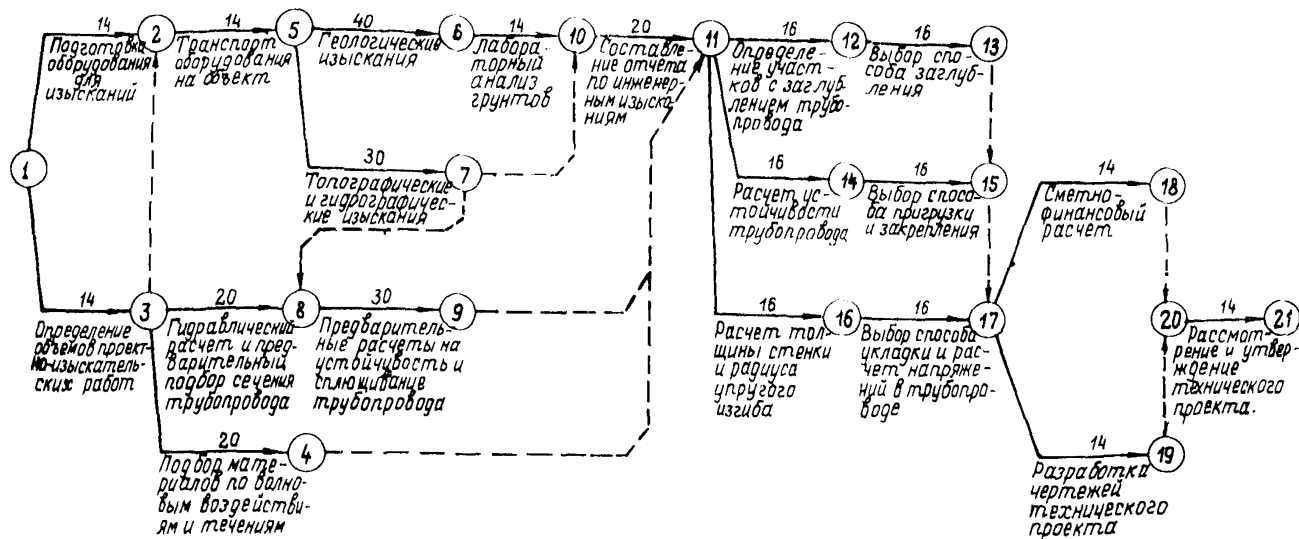 14
Подготовка
оборудования
для
изысканий
14
Транспорт
оборудования
на объект
40
Геологические
изыскания
14
Лабора-
торный
анализ
грунтов
20
Составле-
ние отчета
по инженер-
ным изыска-
ниям
16
Определе-
ние участ-
ков с заглуб-
лением трубо-
провода
16
Выбор спо-
соба заглуб-
ления
1
2
5
6
10
11
12
13
30
Топографические
и гидрографичес-
кие изыскания
7
16
Расчет ус-
тойчивости
трубопровода
14
16
Выбор спосо-
ба пригрузки
и закрепления
15
14
Сметно-
финансовый
расчет
18
14
Определение
объемов проект-
но-изыскатель-
ских работ
3
20
Гидравлический
расчет и пред-
варительный
подбор сечения
трубопровода
8
30
Предваритель-
ные расчеты на
устойчувость и
сплющивание
трубопровода
9
16
Расчет тол-
щины стенки
и радиуса
упругого
изгиба
16
16
Выбор способа
укладки и рас-
чет напряже-
ний в трубопро-
воде
17
20
14
Рассмот-
рение и утвер-
ждение
технического
проекта.
21
20
Подбор мате-
риалов по волно-
вым воздействи-
ям и течениям
4
14
Разработка
чертежей
технического
проекта
19